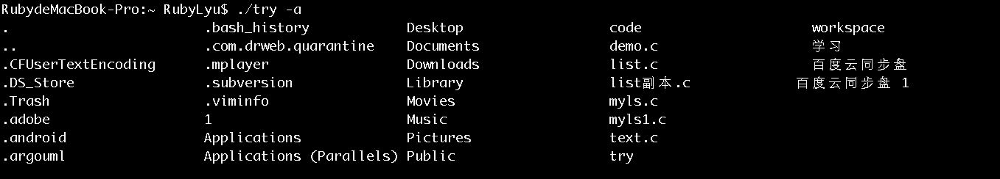 RubydeMacBook-Pro:~ RubyLyu$ ./try -a
. .bash_history Desktop code workspace
.. .com.drweb.quarantine Documents demo.c 学习
.CFUserTextEncoding .mplayer Downloads list.c 百度云同步盘
.DS_Store .subversion Library list副本.c 百度云同步盘 1
.Trash .viminfo Movies myls.c
.adobe 1 Music myls1.c
.android Applications Pictures text.c
.argouml Applications (Parallels) Public try